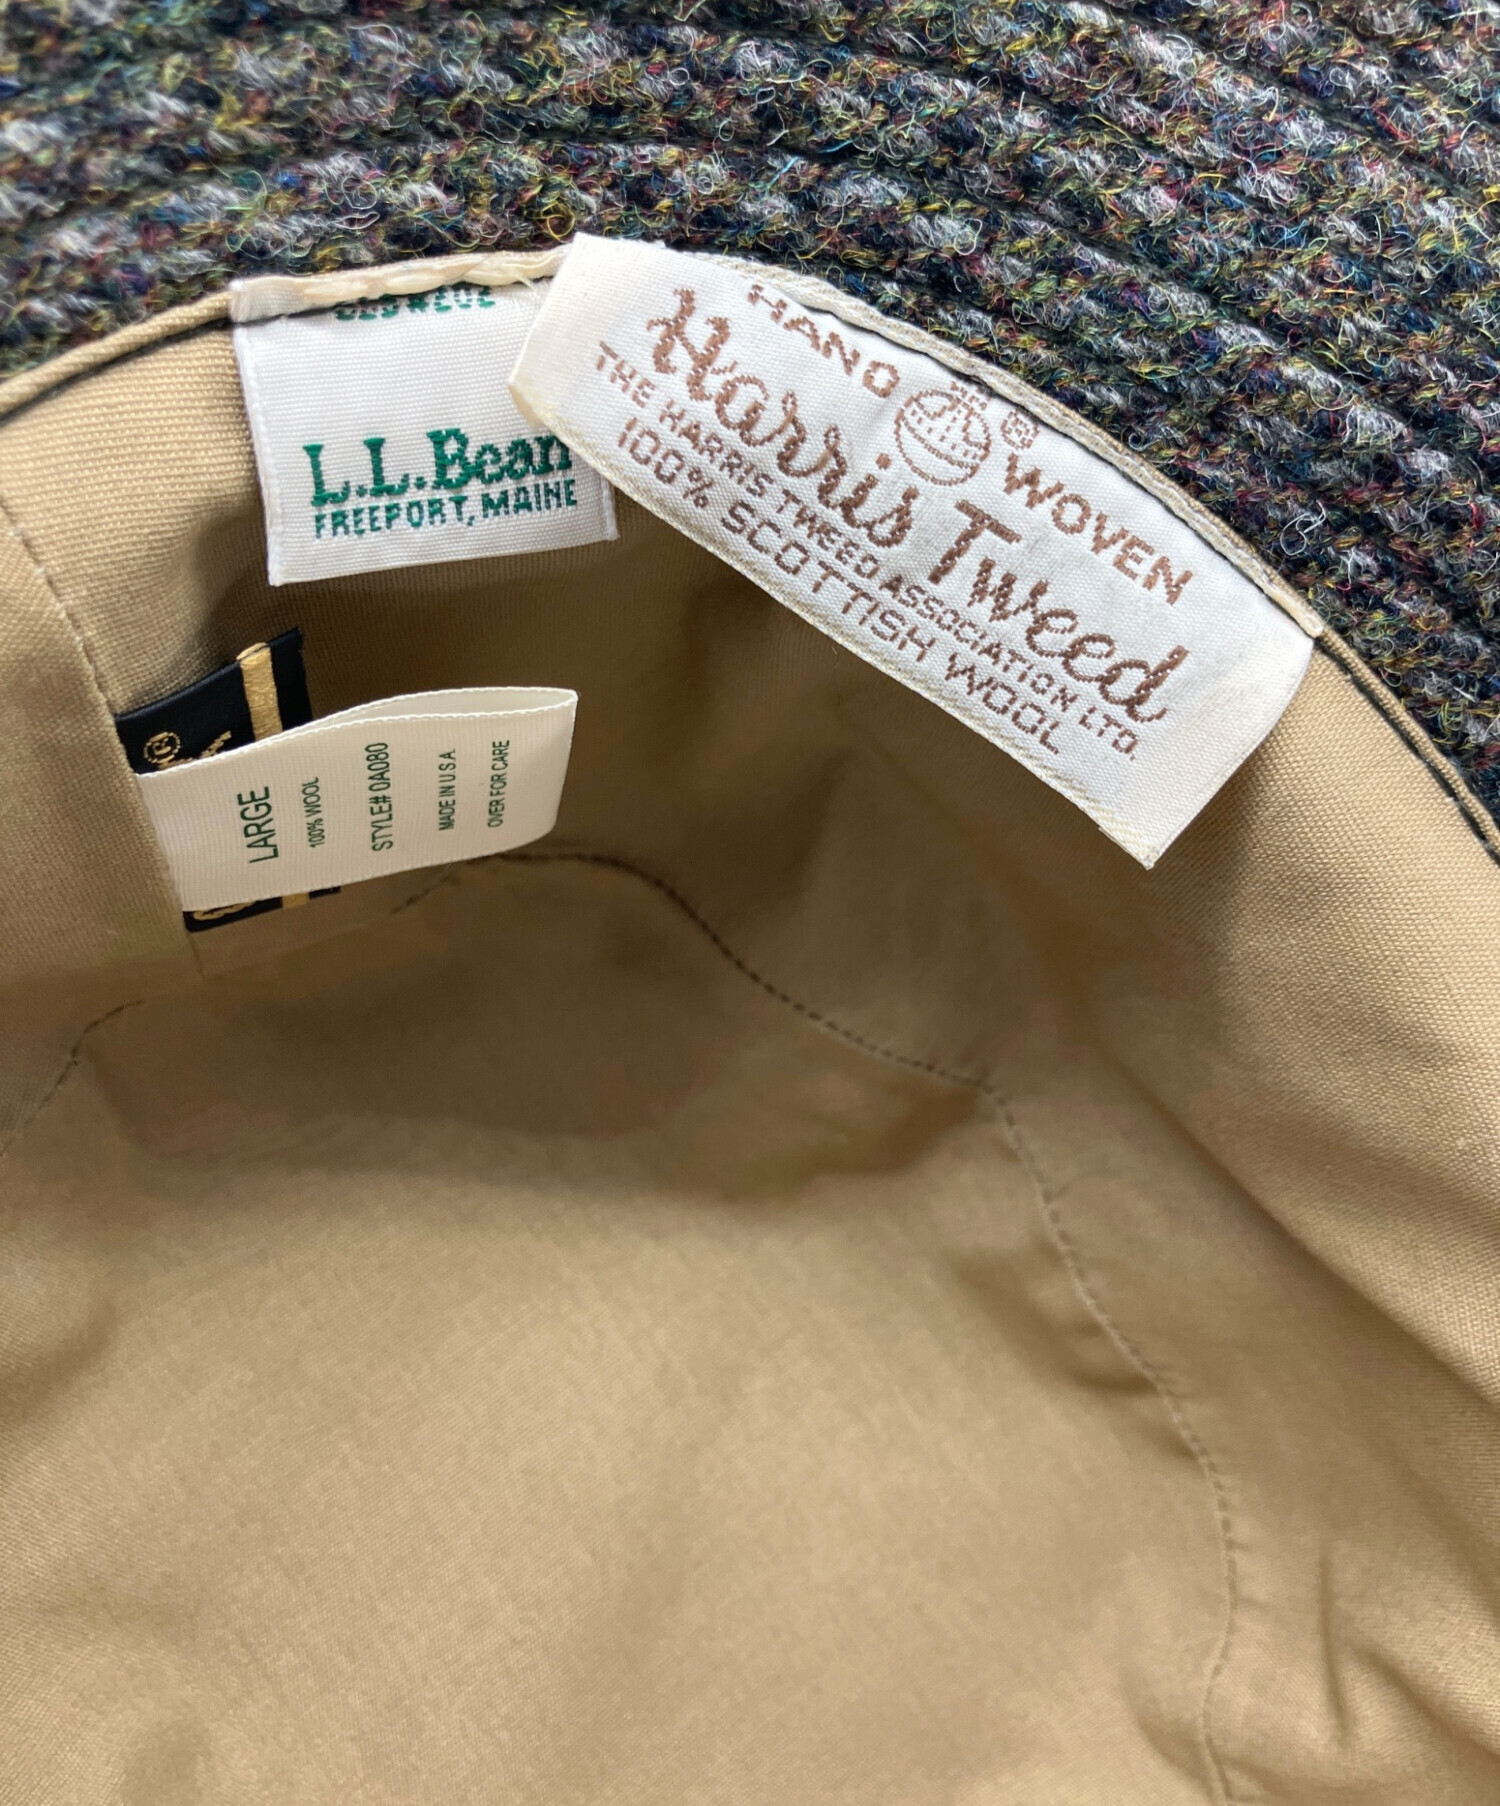 L.L.Bean
FREEPORT, MAINE
HAND WOVEN
Harris Tweed
THE HARRIS TWEED ASSOCIATION LTD.
100% SCOTTISH WOOL
LARGE
100% WOOL
STYLE# 0A080
MADE IN U.S.A.
OVER FOR CARE